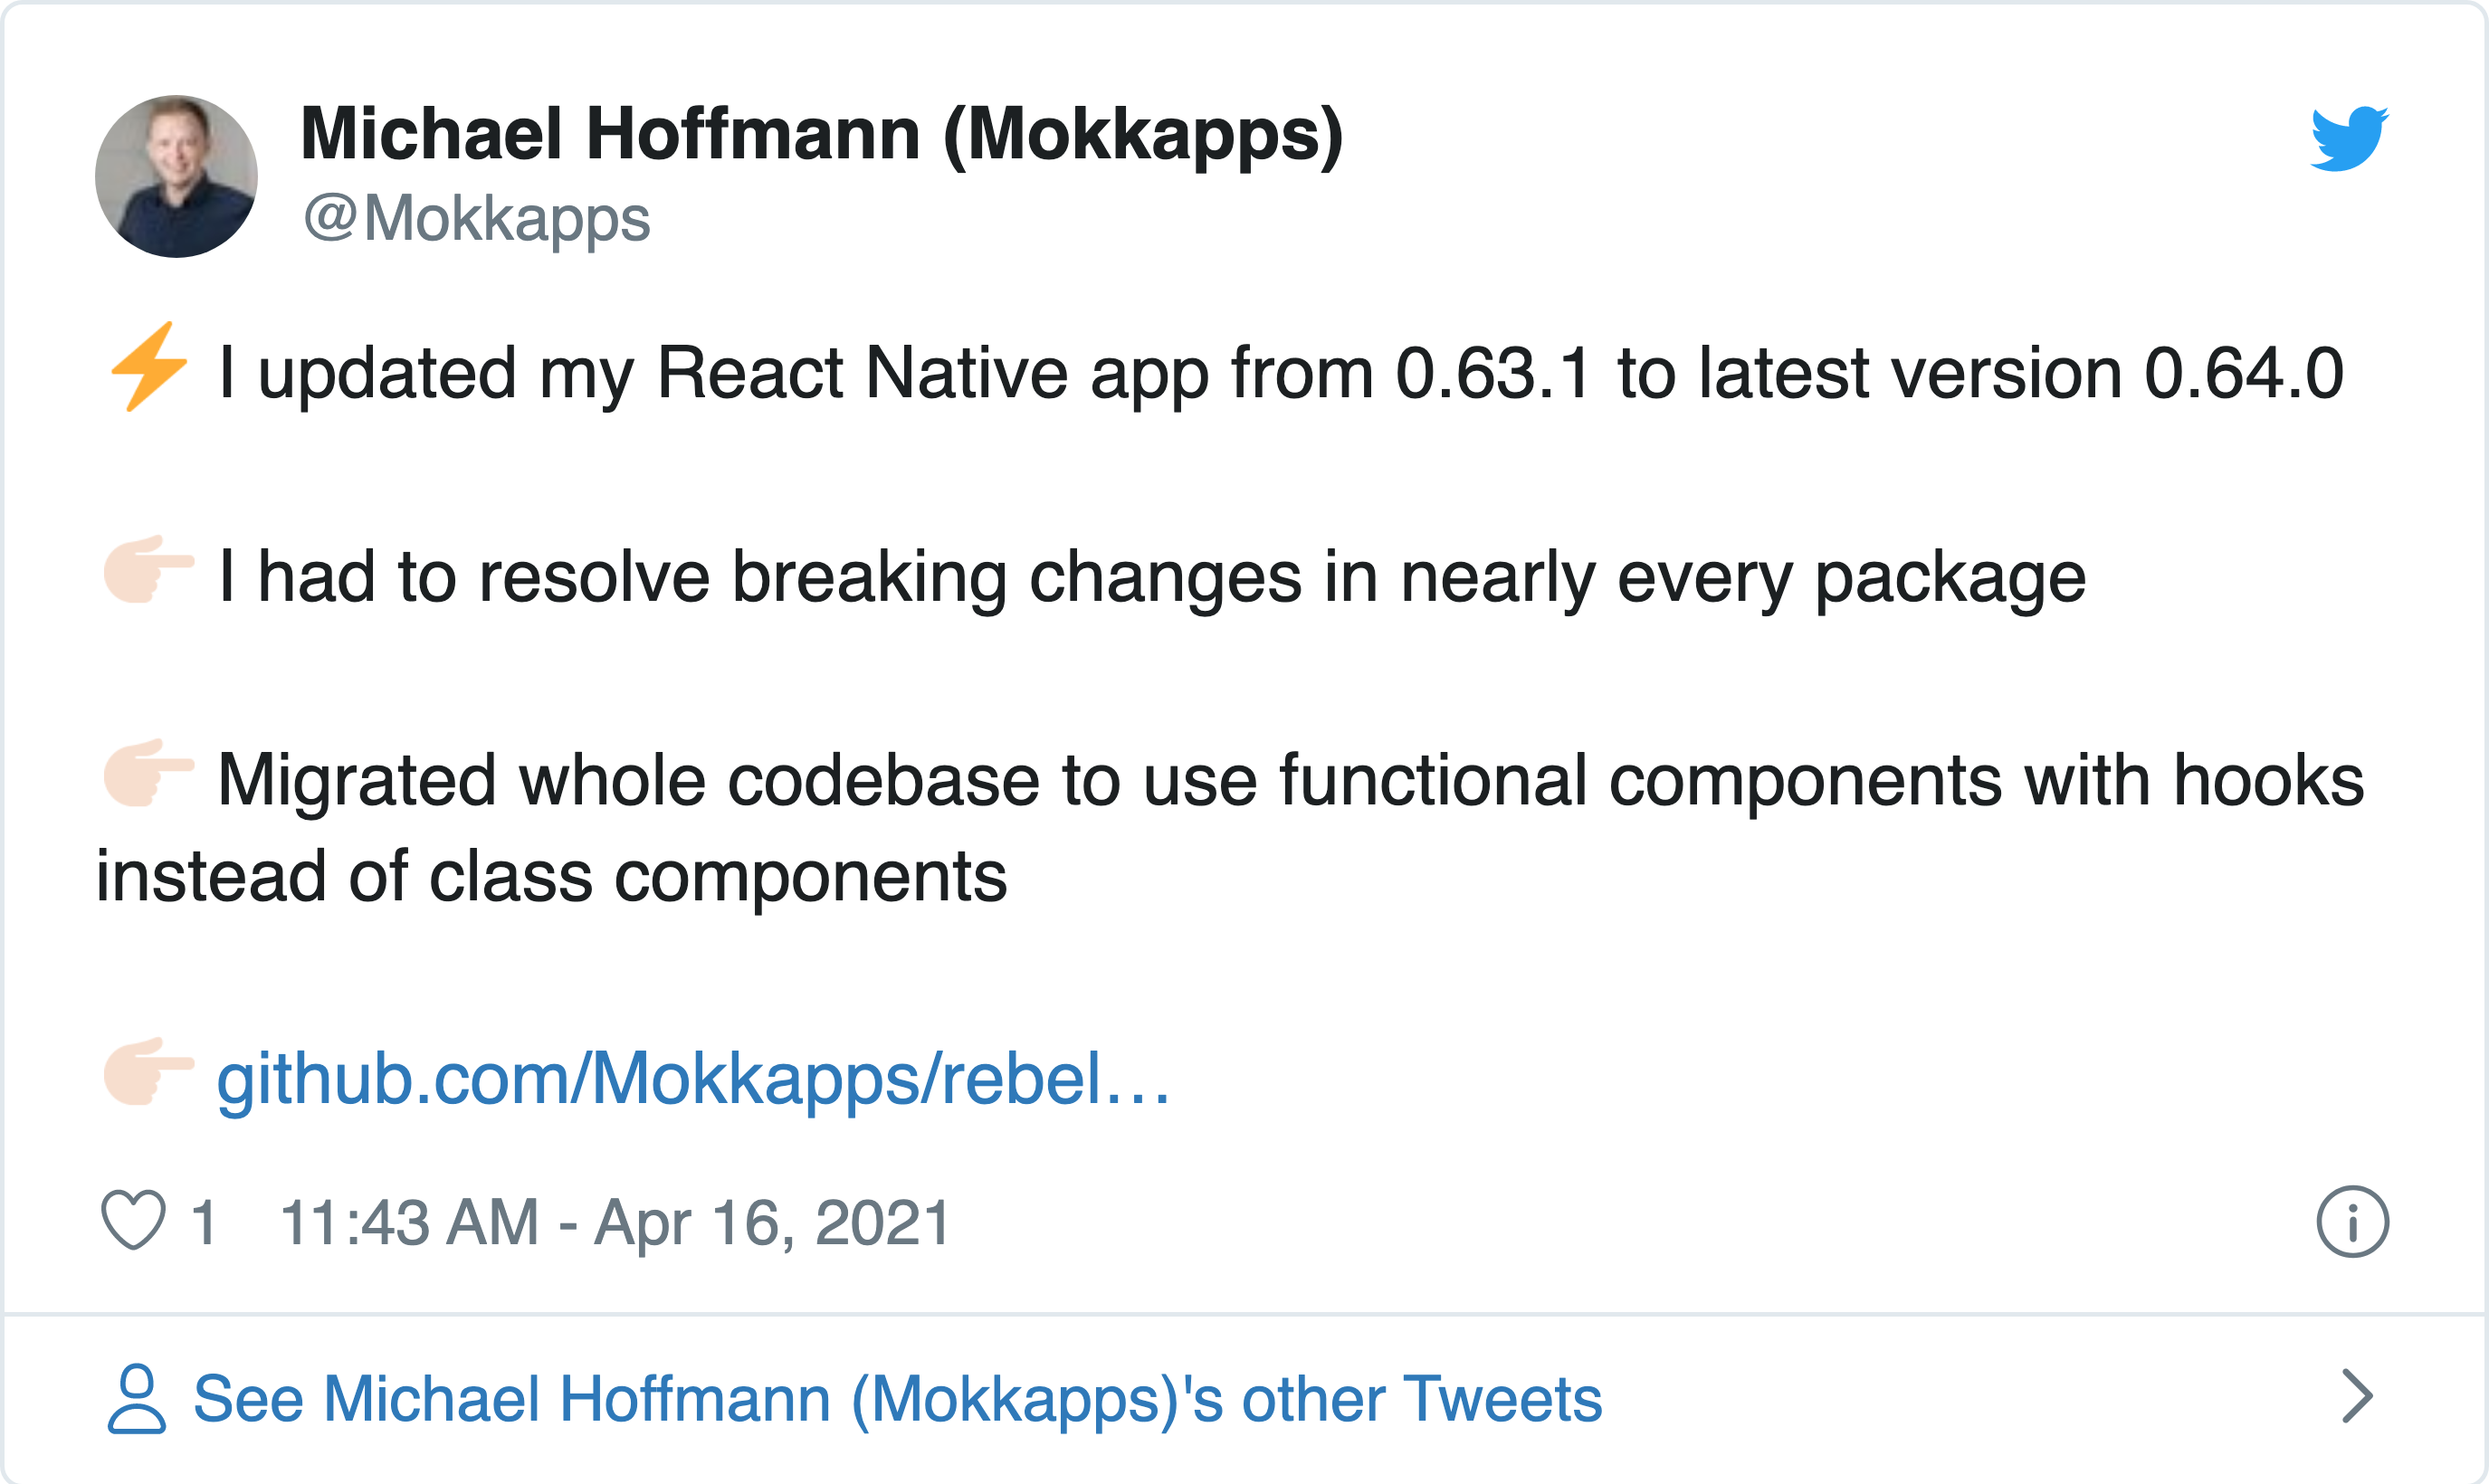 Michael Hoffmann (Mokkapps)
@Mokkapps
⚡ I updated my React Native app from 0.63.1 to latest version 0.64.0
👉🏻 I had to resolve breaking changes in nearly every package
👉🏻 Migrated whole codebase to use functional components with hooks
instead of class components
👉🏻 github.com/Mokkapps/rebel…
1 11:43 AM - Apr 16, 2021
See Michael Hoffmann (Mokkapps)'s other Tweets